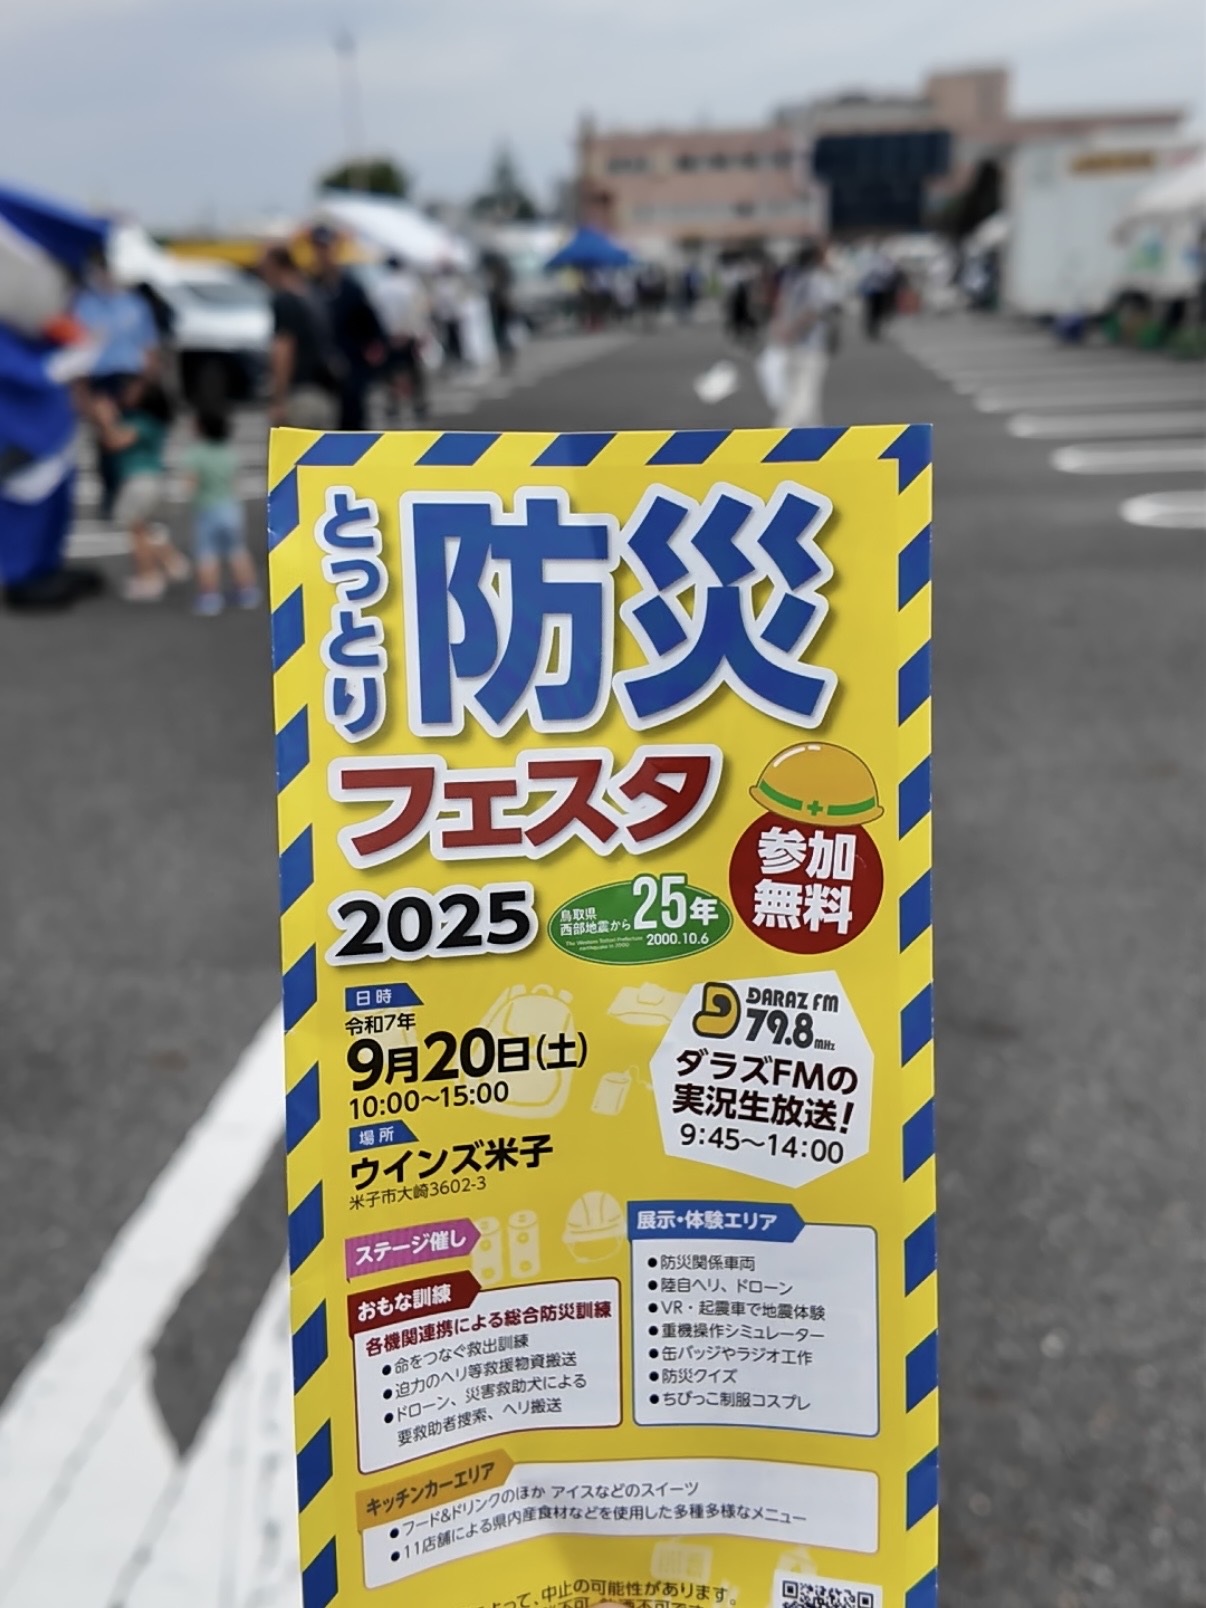 とっとり
防災
フェスタ
2025
鳥取県
西部地震から25年
The Western Tottori Prefecture
earthquake in 2000
2000.10.6
参加
無料
日時
令和7年
9月20日(土)
10:00～15:00
場所
ウインズ米子
米子市大崎3602-3
DARAZ FM
79.8MHz
ダラズFMの
実況生放送!
9:45～14:00
ステージ催し
おもな訓練
各機関連携による総合防災訓練
●命をつなぐ救出訓練
●迫力のヘリ等救援物資搬送
●ドローン、災害救助犬による
要救助者捜索、ヘリ搬送
展示・体験エリア
●防災関係車両
●陸自ヘリ、ドローン
●VR・起震車で地震体験
●重機操作シミュレーター
●缶バッジやラジオ工作
●防災クイズ
●ちびっこ制服コスプレ
キッチンカーエリア
●フード&ドリンクのほか アイスなどのスイーツ
●11店舗による県内産食材などを使用した多種多様なメニュー
よって、中止の可能性があります。